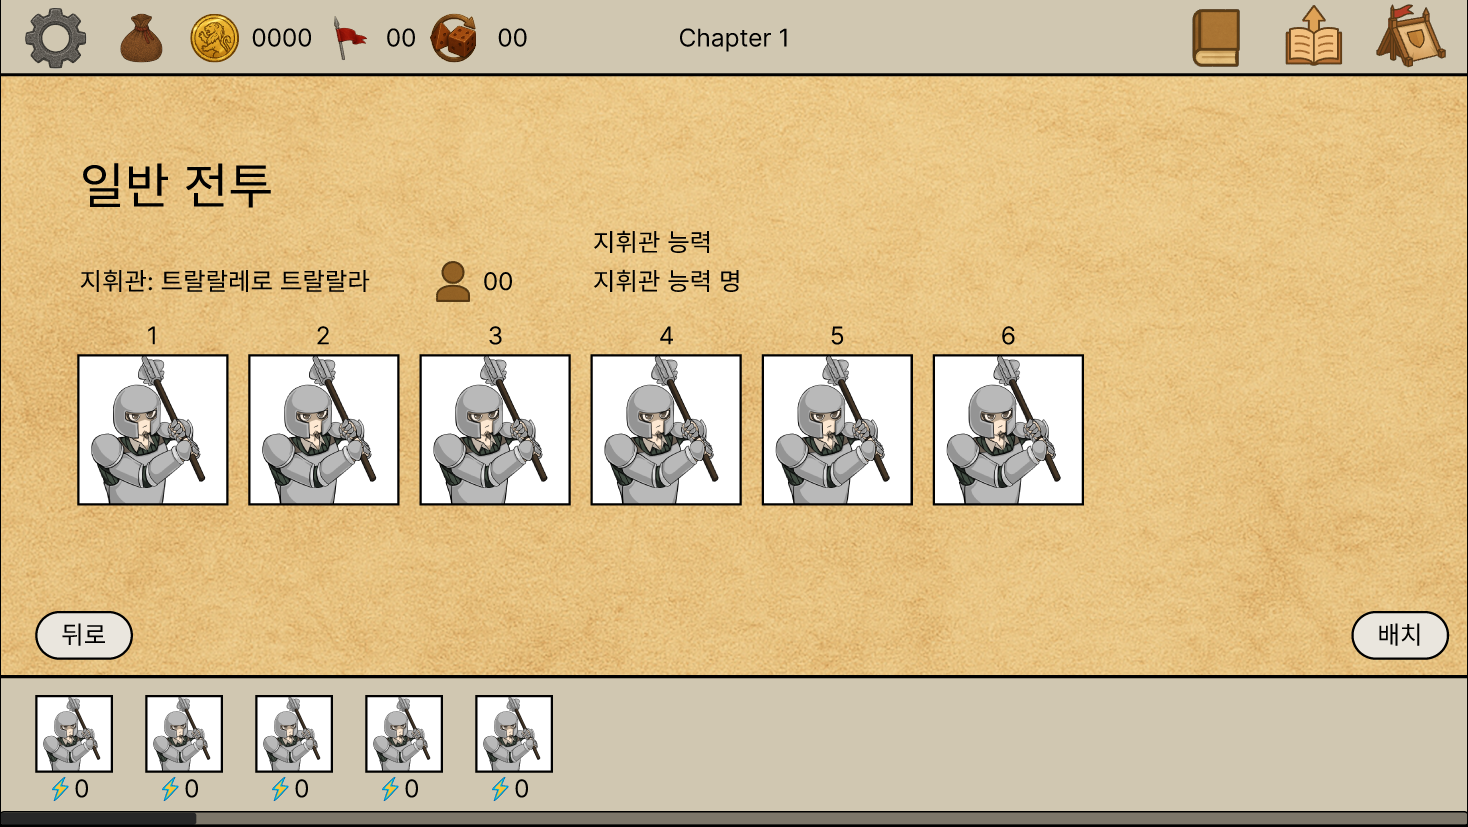 0000 00 00 Chapter 1
일반 전투
지휘관 능력
지휘관: 트랄랄레로 트랄랄라 00 지휘관 능력 명
1 2 3 4 5 6
뒤로 배치
0 0 0 0 0